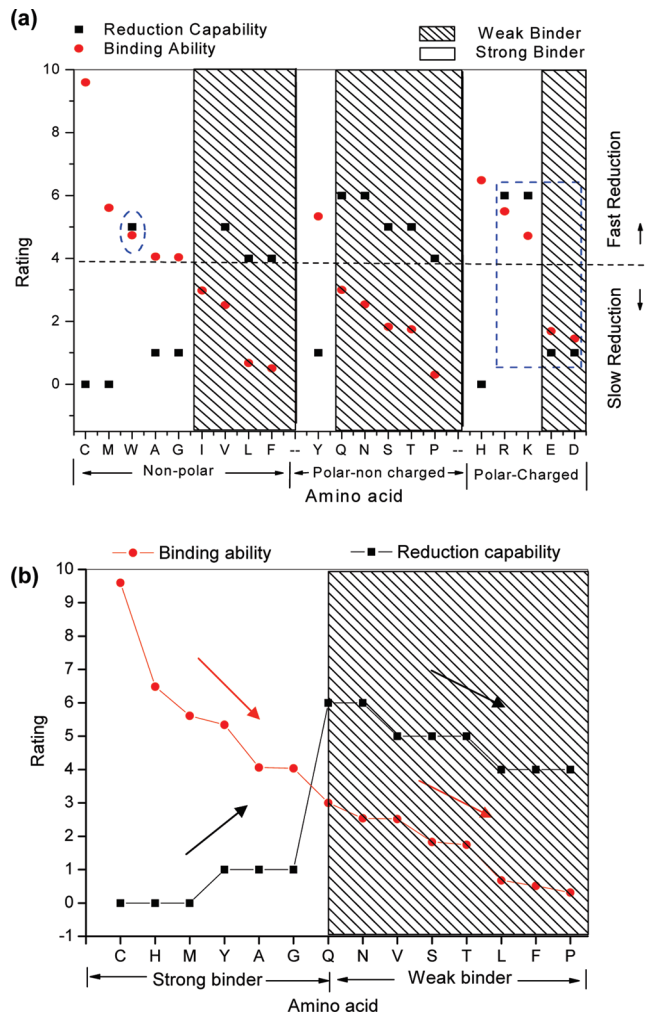 (a)
Reduction Capability
Binding Ability
Weak Binder
Strong Binder
10
8
6
4
2
0
Rating
Fast Reduction
Slow Reduction
C M W A G I V L F -- Y Q N S T P -- H R K E D
Non-polar
Polar-non charged
Polar-Charged
Amino acid
(b)
Binding ability
Reduction capability
10
9
8
7
6
5
4
3
2
1
0
-1
Rating
C H M Y A G Q N V S T L F P
Strong binder
Weak binder
Amino acid